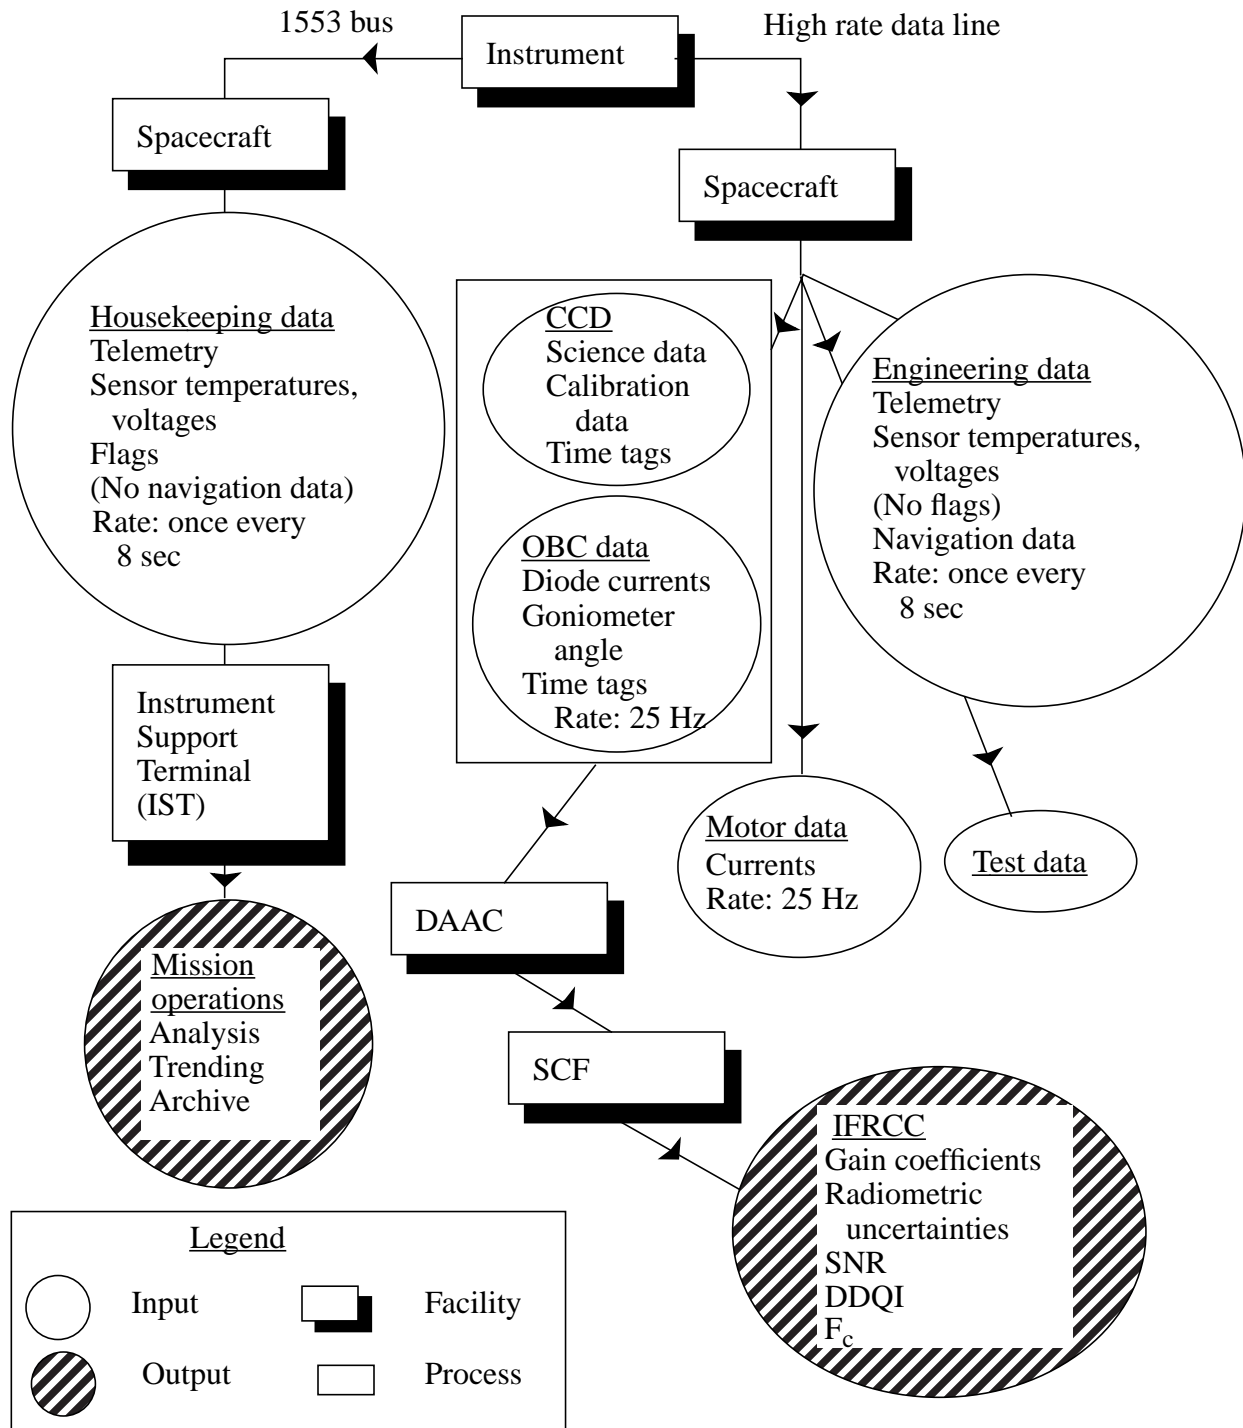 1553 bus
Instrument
High rate data line
Spacecraft
Spacecraft
Housekeeping data
Telemetry
Sensor temperatures,
voltages
Flags
(No navigation data)
Rate: once every
8 sec
CCD
Science data
Calibration
data
Time tags
OBC data
Diode currents
Goniometer
angle
Time tags
Rate: 25 Hz
Engineering data
Telemetry
Sensor temperatures,
voltages
(No flags)
Navigation data
Rate: once every
8 sec
Instrument
Support
Terminal
(IST)
Motor data
Currents
Rate: 25 Hz
Test data
DAAC
Mission
operations
Analysis
Trending
Archive
SCF
IFRCC
Gain coefficients
Radiometric
uncertainties
SNR
DDQI
Fc
Legend
Input
Facility
Output
Process